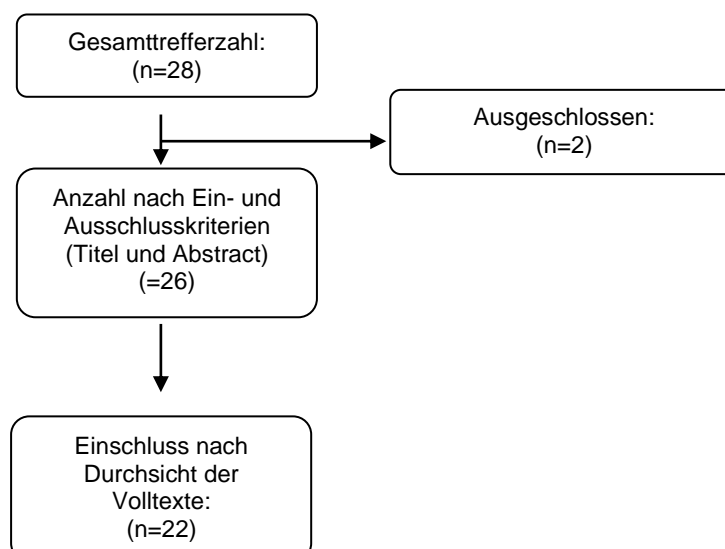 Gesamttrefferzahl:
(n=28)
Ausgeschlossen:
(n=2)
Anzahl nach Ein- und
Ausschlusskriterien
(Titel und Abstract)
(=26)
Einschluss nach
Durchsicht der
Volltexte:
(n=22)